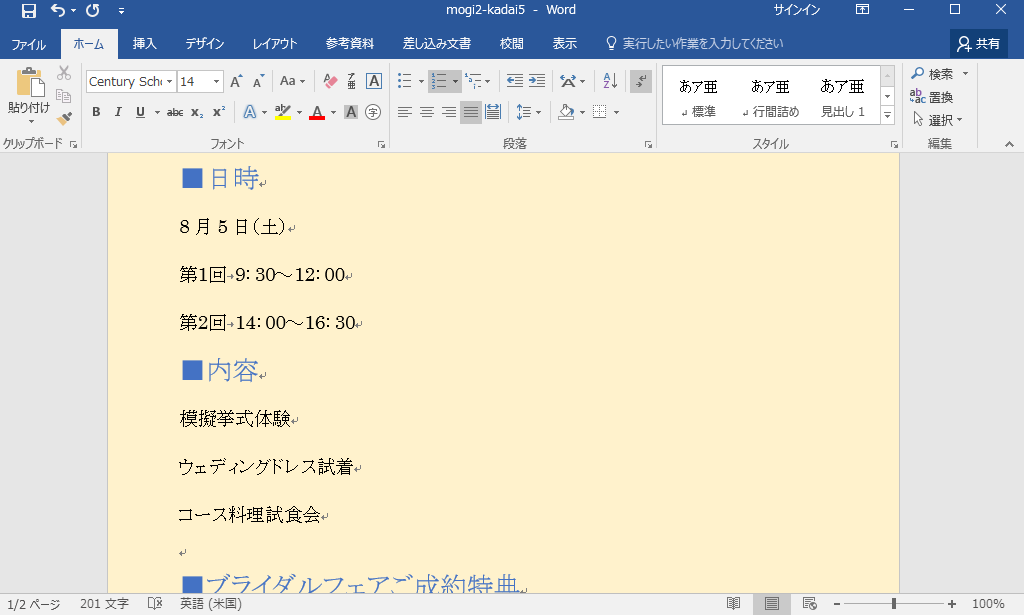 mogi2-kadai5 - Word
サインイン
ファイル ホーム 挿入 デザイン レイアウト 参考資料 差し込み文書 校閲 表示 実行したい作業を入力してください 共有
貼り付け
クリップボード
Century Sch 14
Aa
B I U abc x₂ x²
フォント
段落
あア亜 あア亜 あア亜
標準 行間詰め 見出し 1
スタイル
検索
置換
選択
編集
■日時
8月5日（土）
第1回→9：30～12：00
第2回→14：00～16：30
■内容
模擬挙式体験
ウェディングドレス試着
コース料理試食会
■ブライダルフェアご成約特典
1/2 ページ 201 文字 英語 (米国) 100%